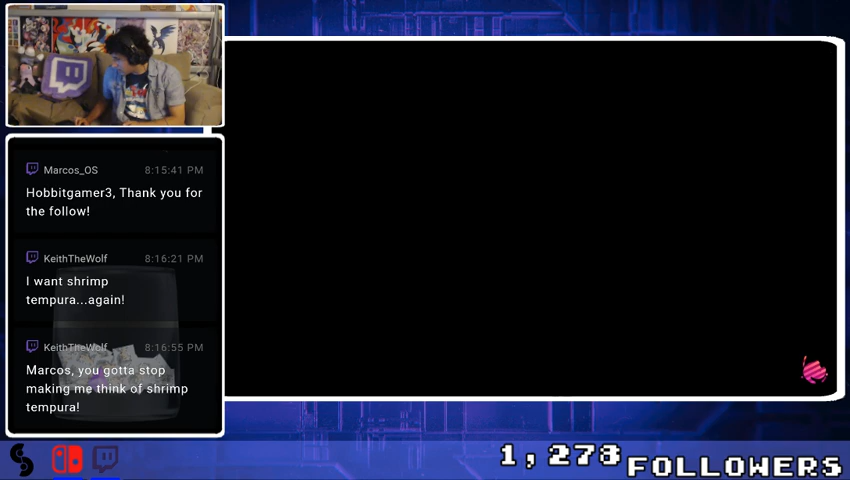 Marcos_OS 8:15:41 PM
Hobbitgamer3, Thank you for
the follow!
KeithTheWolf 8:16:21 PM
I want shrimp
tempura...again!
KeithTheWolf 8:16:55 PM
Marcos, you gotta stop
making me think of shrimp
tempura!
1,273 FOLLOWERS